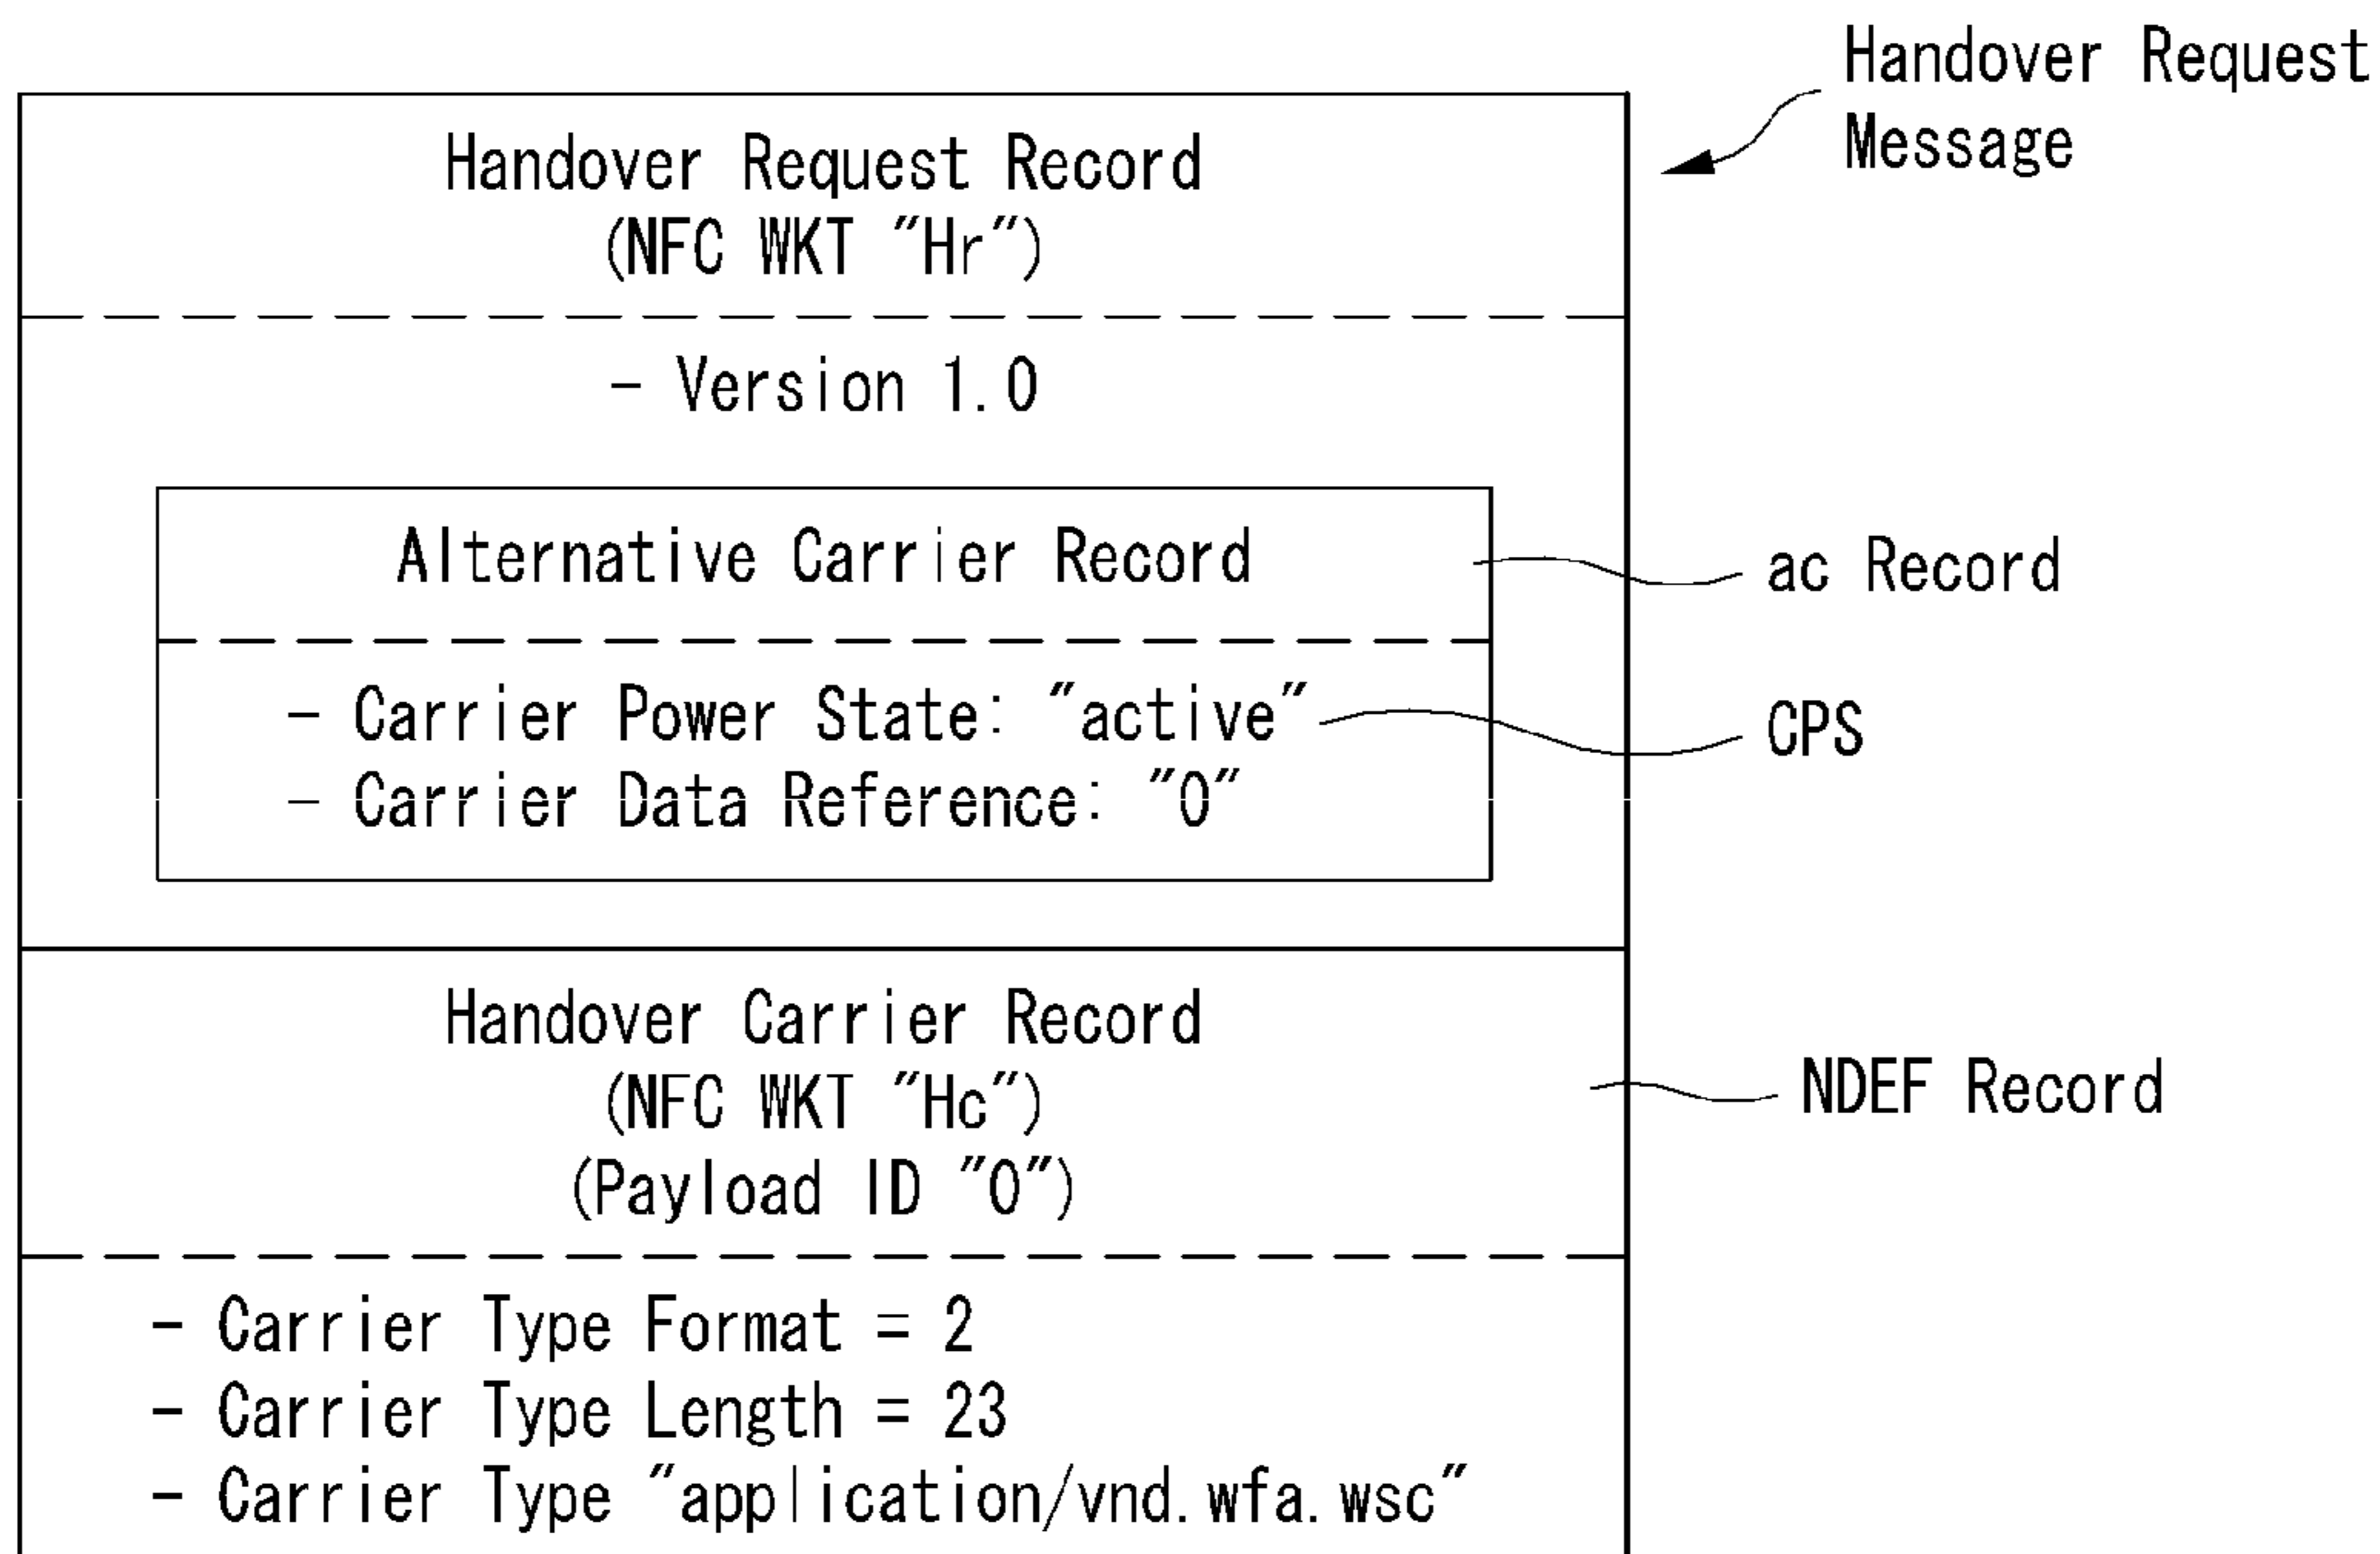 Handover Request
Message
Handover Request Record
(NFC WKT "Hr")
- Version 1.0
Alternative Carrier Record
ac Record
- Carrier Power State: "active"
CPS
- Carrier Data Reference: "0"
Handover Carrier Record
(NFC WKT "Hc")
(Payload ID "0")
NDEF Record
- Carrier Type Format = 2
- Carrier Type Length = 23
- Carrier Type "application/vnd.wfa.wsc"